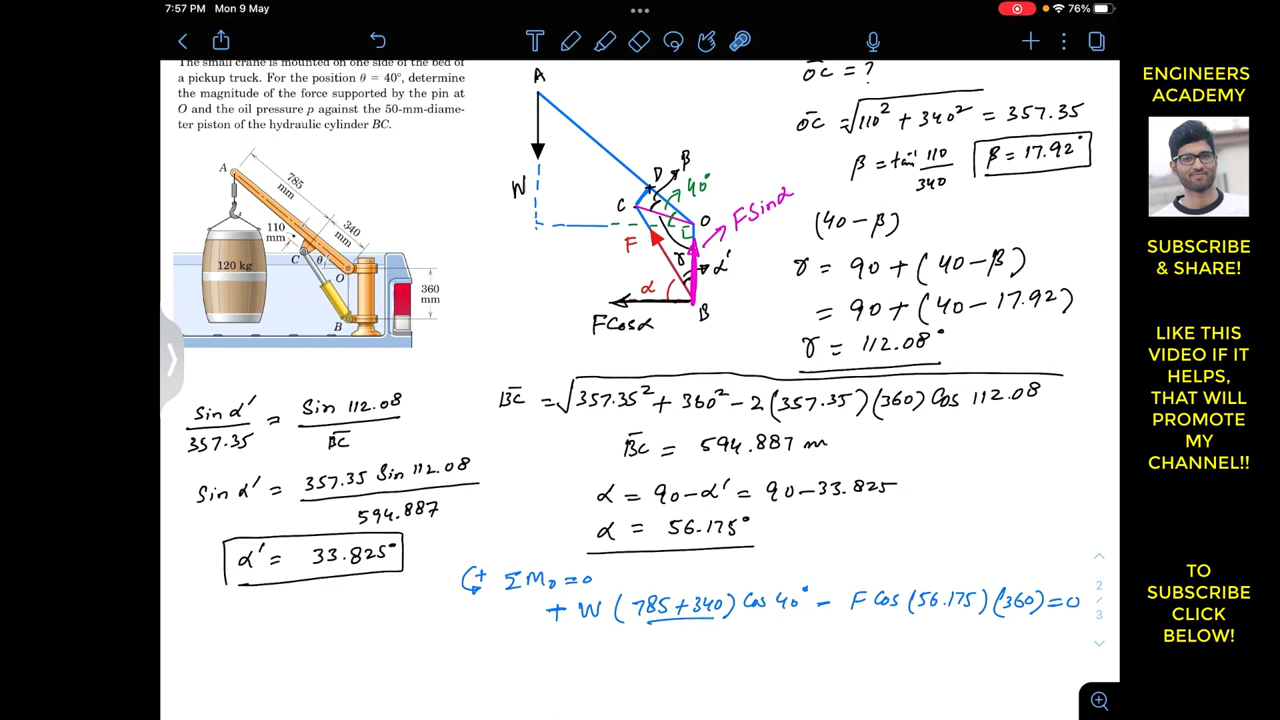 7:57 PM Mon 9 May
76%
The small crane is mounted on one side of the bed of
a pickup truck. For the position θ = 40°, determine
the magnitude of the force supported by the pin at
O and the oil pressure p against the 50-mm-diame-
ter piston of the hydraulic cylinder BC.
A
785
mm
110
mm
340
mm
C
θ
O
120 kg
360
mm
B
A
W
D
β
40°
C
O
F sinα
F
γ
α'
α
B
F Cosα
OC = ?
OC = √110² + 340² = 357.35
β = tan⁻¹ 110/340
β = 17.92°
(40 - β)
γ = 90 + (40 - β)
= 90 + (40 - 17.92)
γ = 112.08°
BC = √357.35² + 360² - 2 (357.35) (360) Cos 112.08
BC = 594.887 m
α = 90 - α' = 90 - 33.825
α = 56.175°
Sin α'/357.35 = Sin 112.08/BC
Sin α' = 357.35 Sin 112.08/594.887
α' = 33.825°
+ ΣMo = 0
+ W (785 + 340) Cos 40° - F Cos (56.175) (360) = 0
2
/
3
ENGINEERS
ACADEMY
SUBSCRIBE
& SHARE!
LIKE THIS
VIDEO IF IT
HELPS,
THAT WILL
PROMOTE
MY
CHANNEL!!
TO
SUBSCRIBE
CLICK
BELOW!